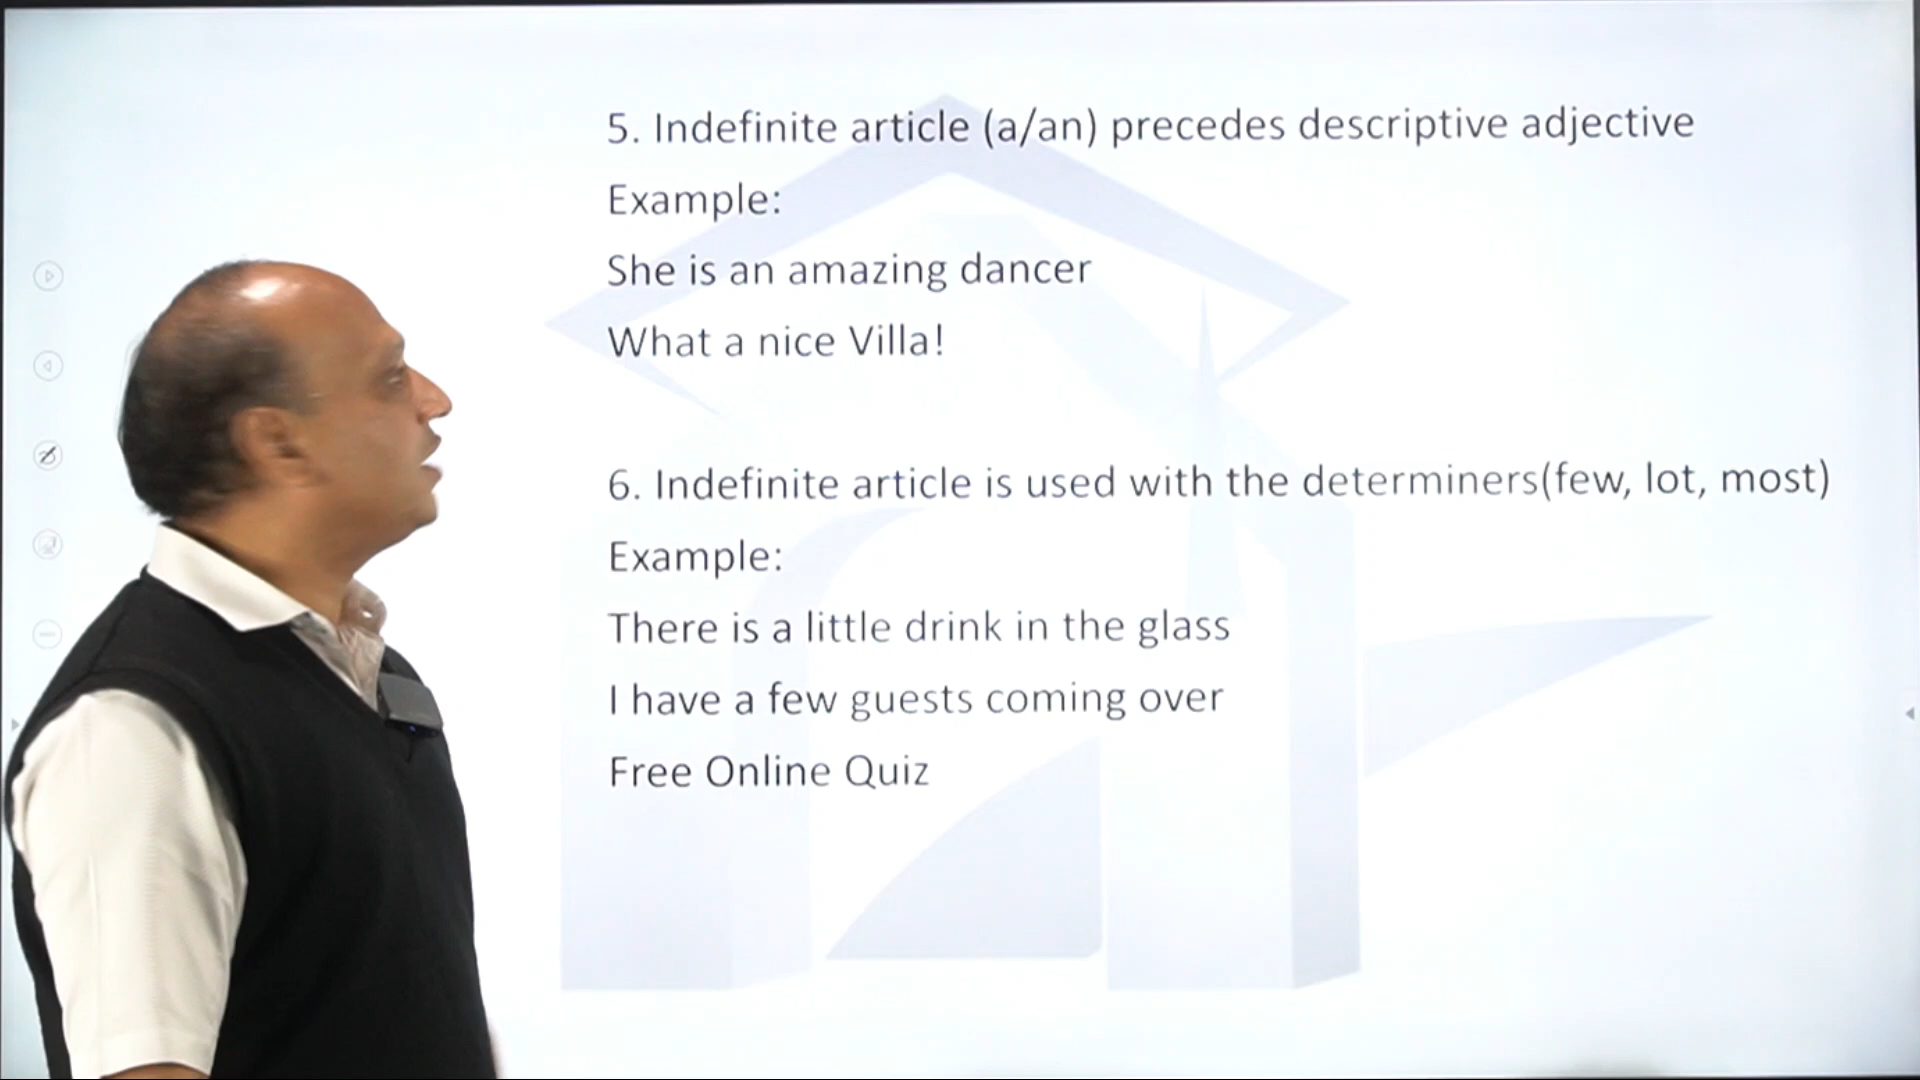 5. Indefinite article (a/an) precedes descriptive adjective
Example:
She is an amazing dancer
What a nice Villa!
6. Indefinite article is used with the determiners(few, lot, most)
Example:
There is a little drink in the glass
I have a few guests coming over
Free Online Quiz